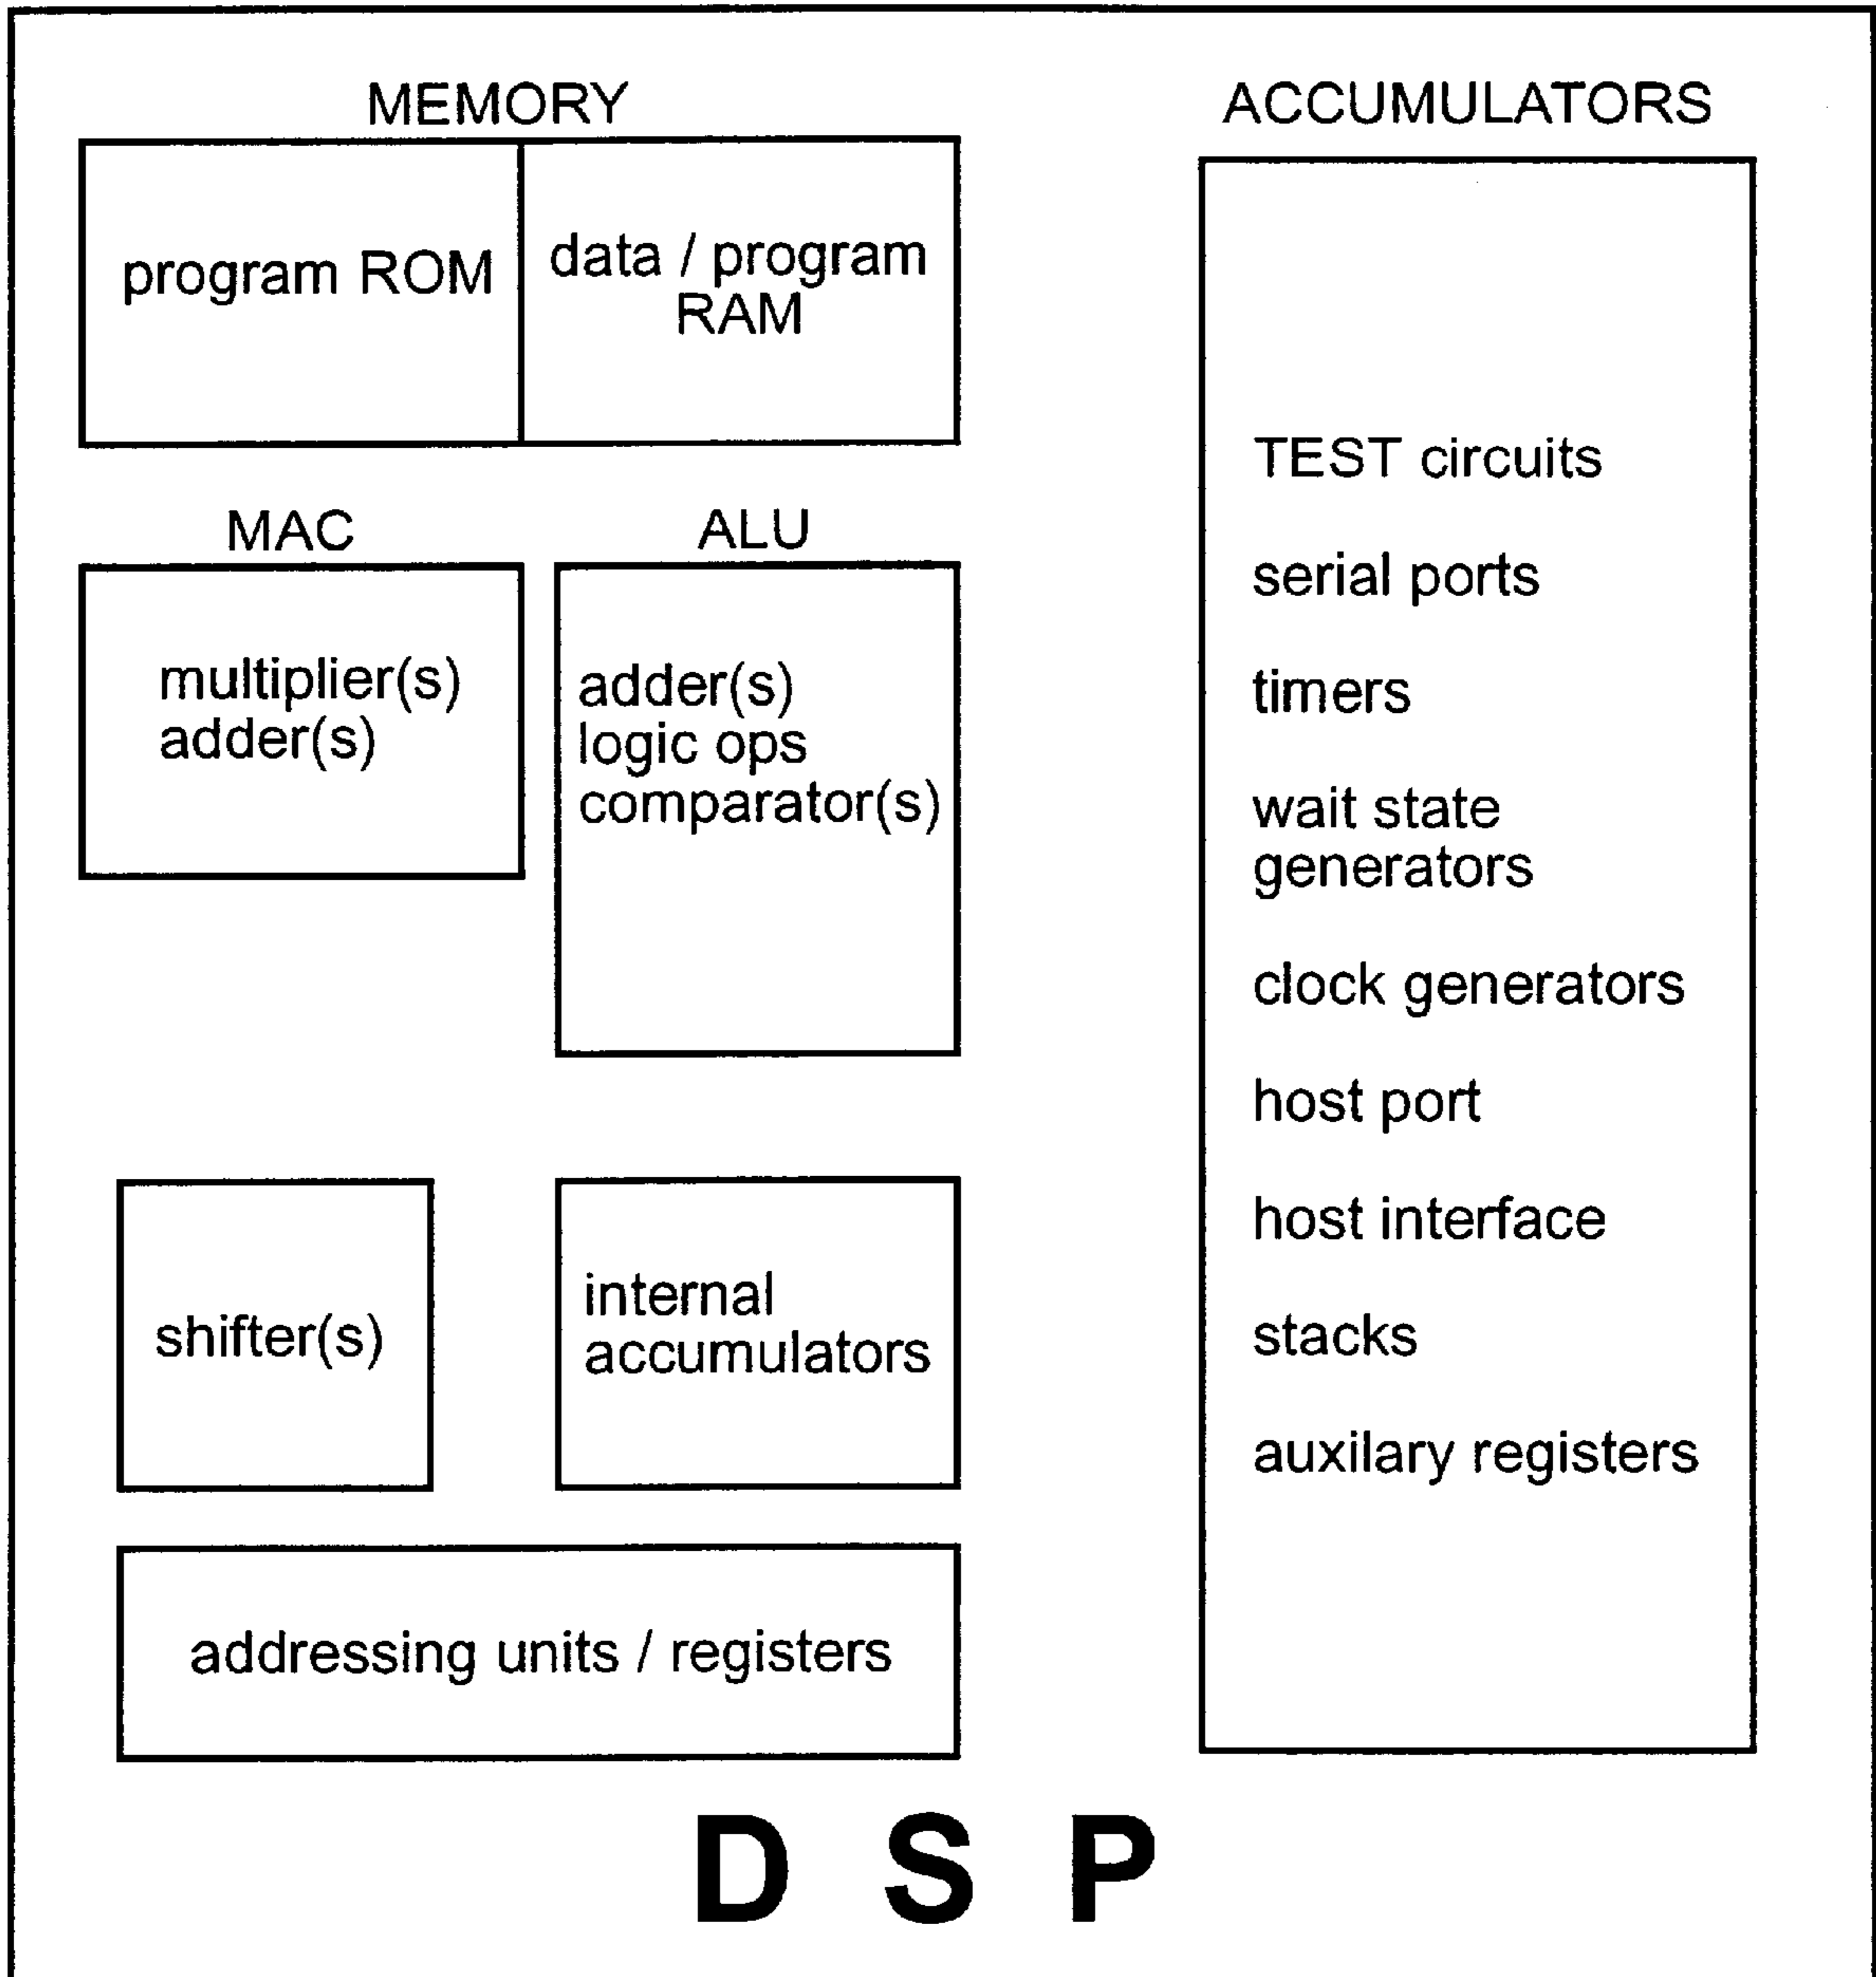 MEMORY
program ROM
data / program
RAM
MAC
multiplier(s)
adder(s)
ALU
adder(s)
logic ops
comparator(s)
shifter(s)
internal
accumulators
addressing units / registers
ACCUMULATORS
TEST circuits
serial ports
timers
wait state
generators
clock generators
host port
host interface
stacks
auxilary registers
D S P